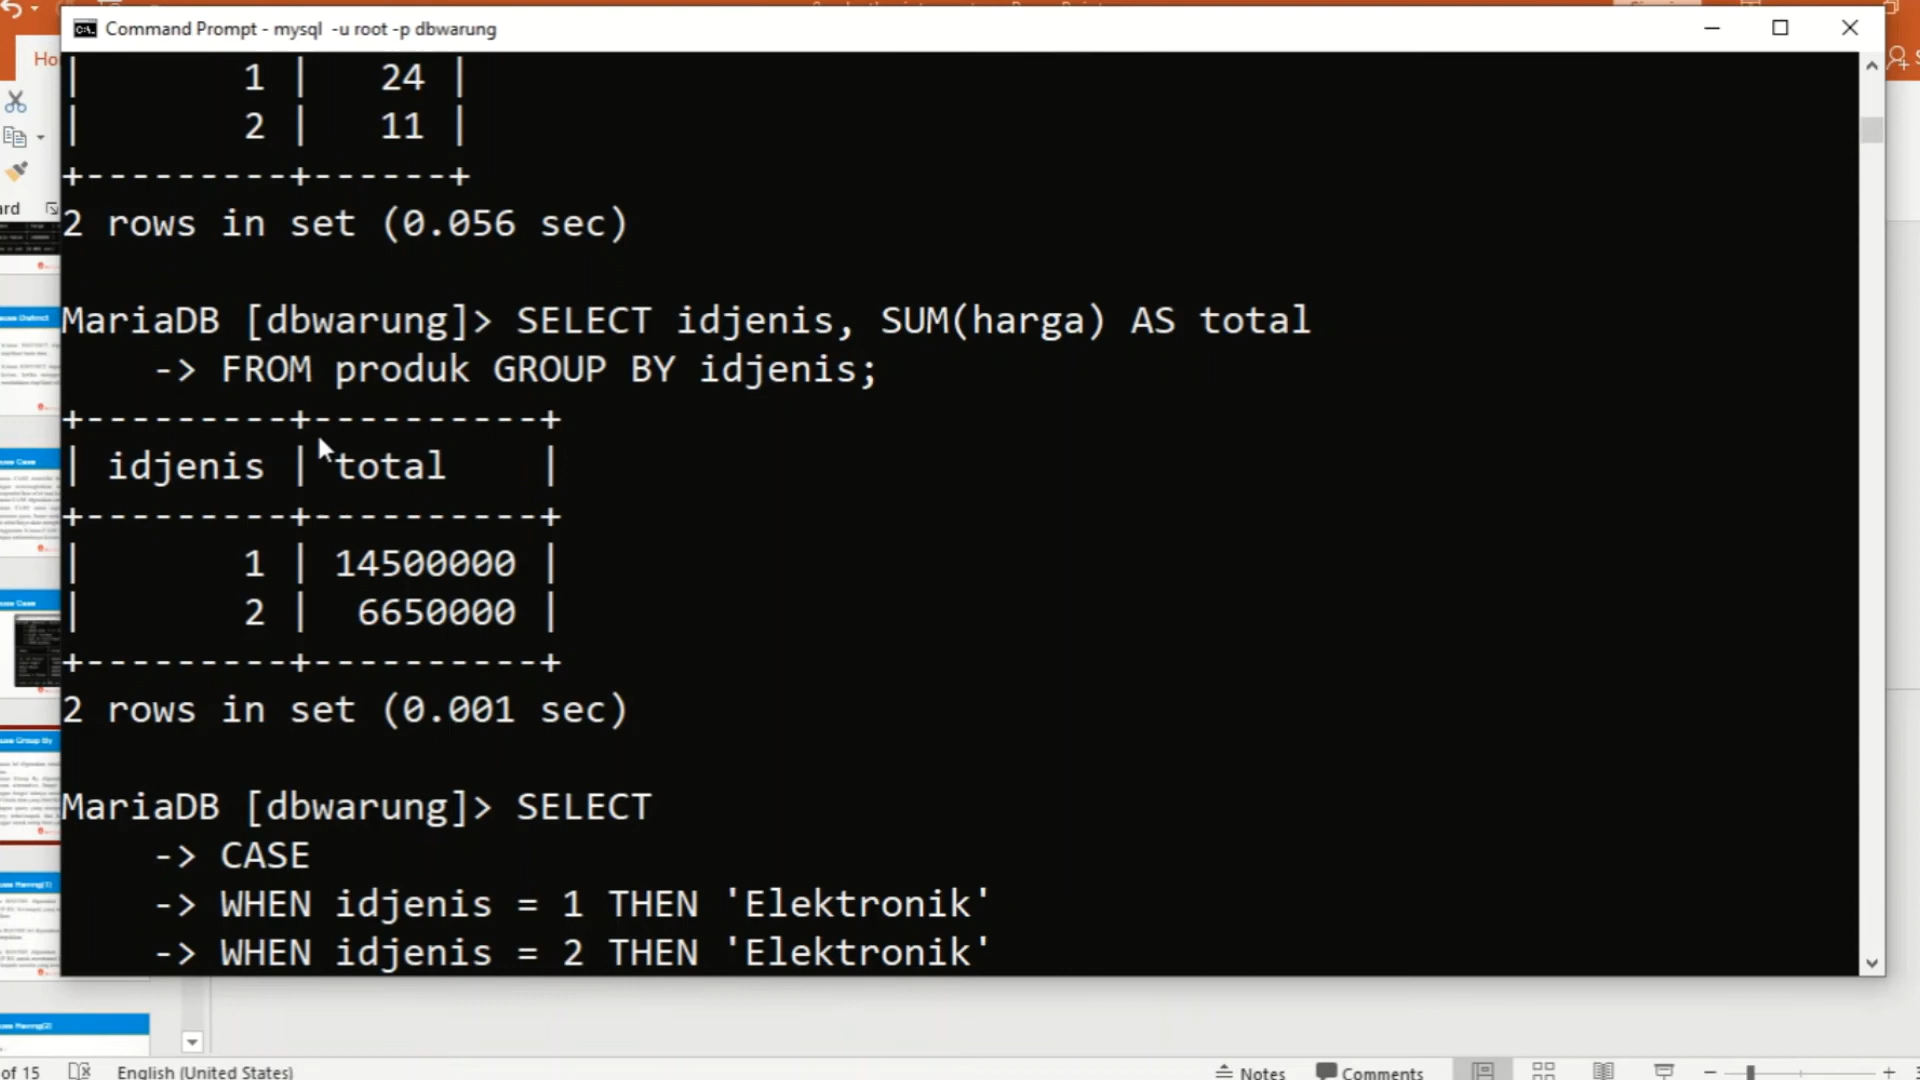 Command Prompt - mysql -u root -p dbwarung
Ho
ard
| 1 | 24 |
| 2 | 11 |
+---------+------+
2 rows in set (0.056 sec)
MariaDB [dbwarung]> SELECT idjenis, SUM(harga) AS total
-> FROM produk GROUP BY idjenis;
+---------+----------+
| idjenis | total |
+---------+----------+
| 1 | 14500000 |
| 2 | 6650000 |
+---------+----------+
2 rows in set (0.001 sec)
MariaDB [dbwarung]> SELECT
-> CASE
-> WHEN idjenis = 1 THEN 'Elektronik'
-> WHEN idjenis = 2 THEN 'Elektronik'
of 15 English (United States) Notes Comments